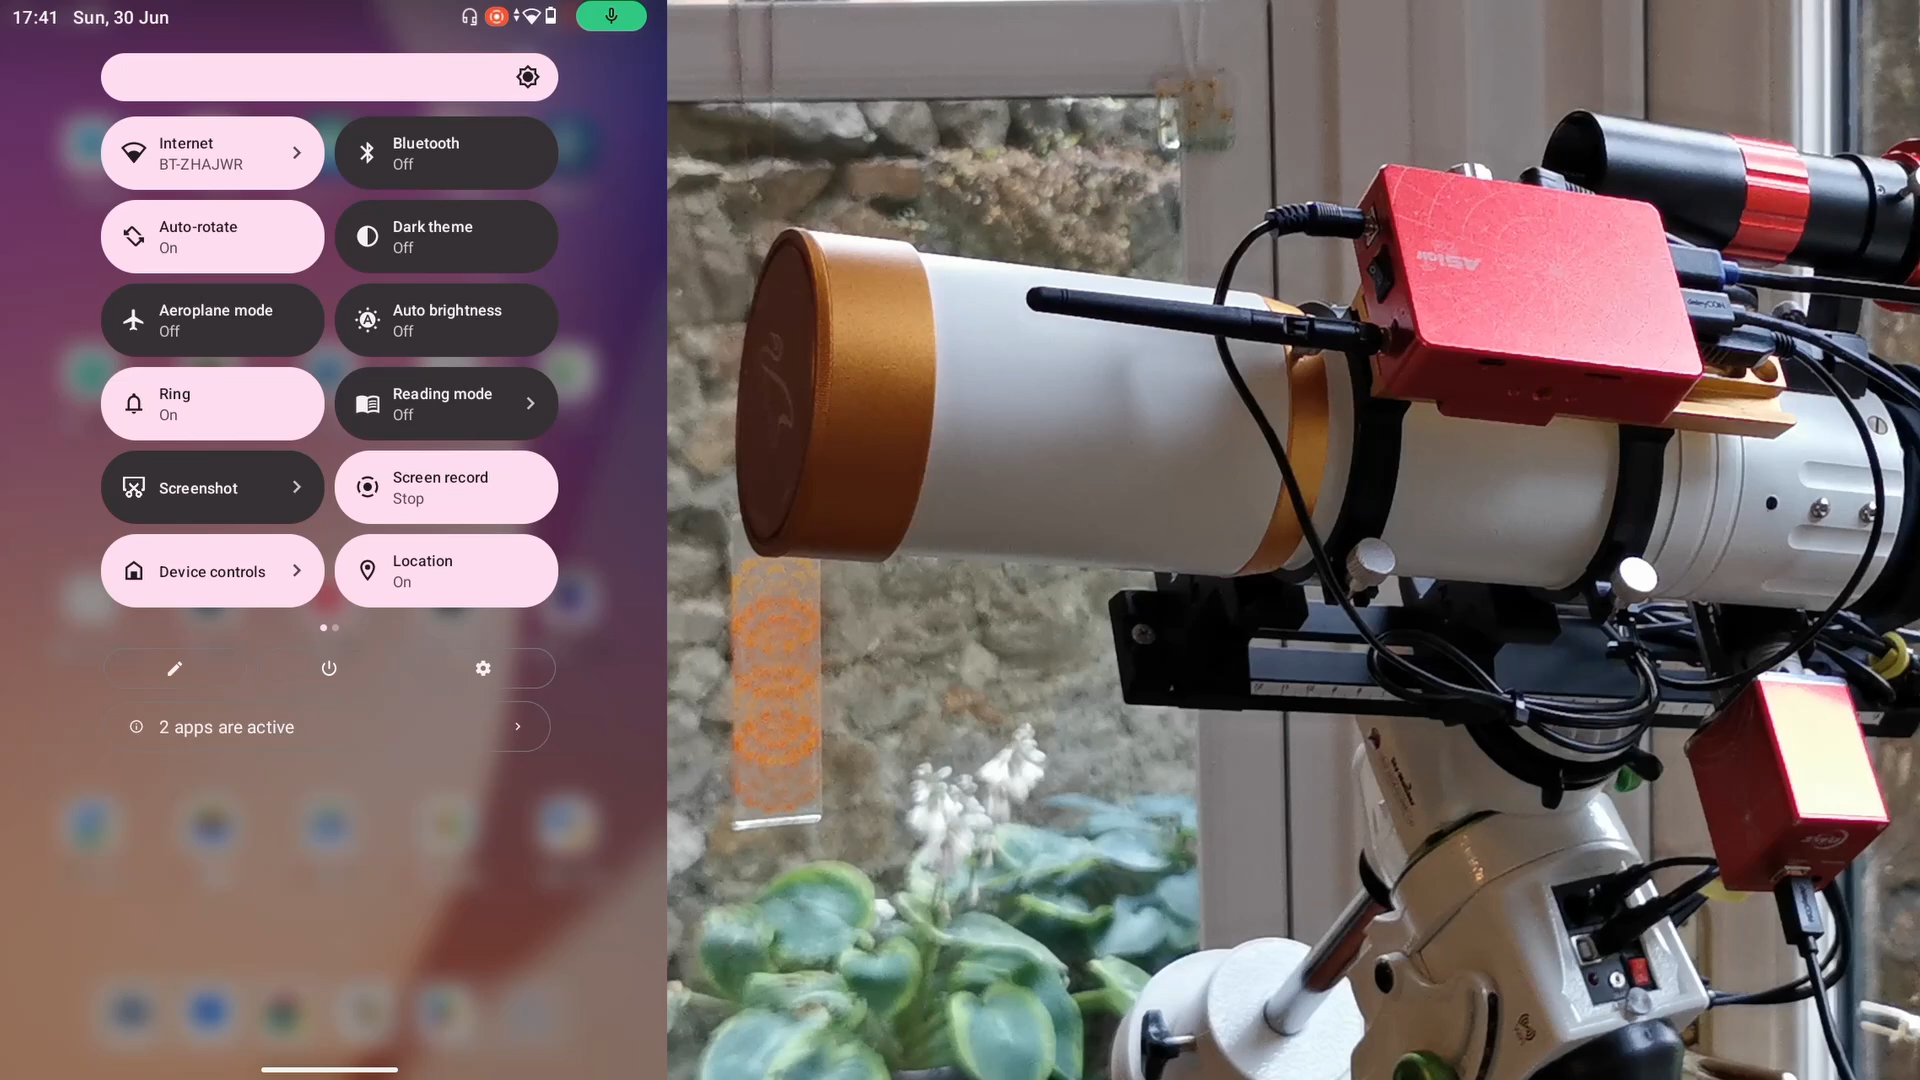 17:41 Sun, 30 Jun
Internet
BT-ZHAJWR
Bluetooth
Off
Auto-rotate
On
Dark theme
Off
Aeroplane mode
Off
Auto brightness
Off
Ring
On
Reading mode
Off
Screenshot
Screen record
Stop
Device controls
Location
On
2 apps are active
ASIair